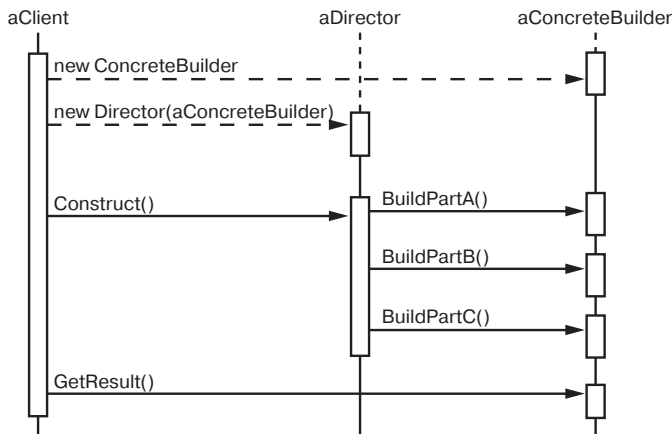 aClient aDirector aConcreteBuilder
new ConcreteBuilder
new Director(aConcreteBuilder)
Construct() BuildPartA()
BuildPartB()
BuildPartC()
GetResult()